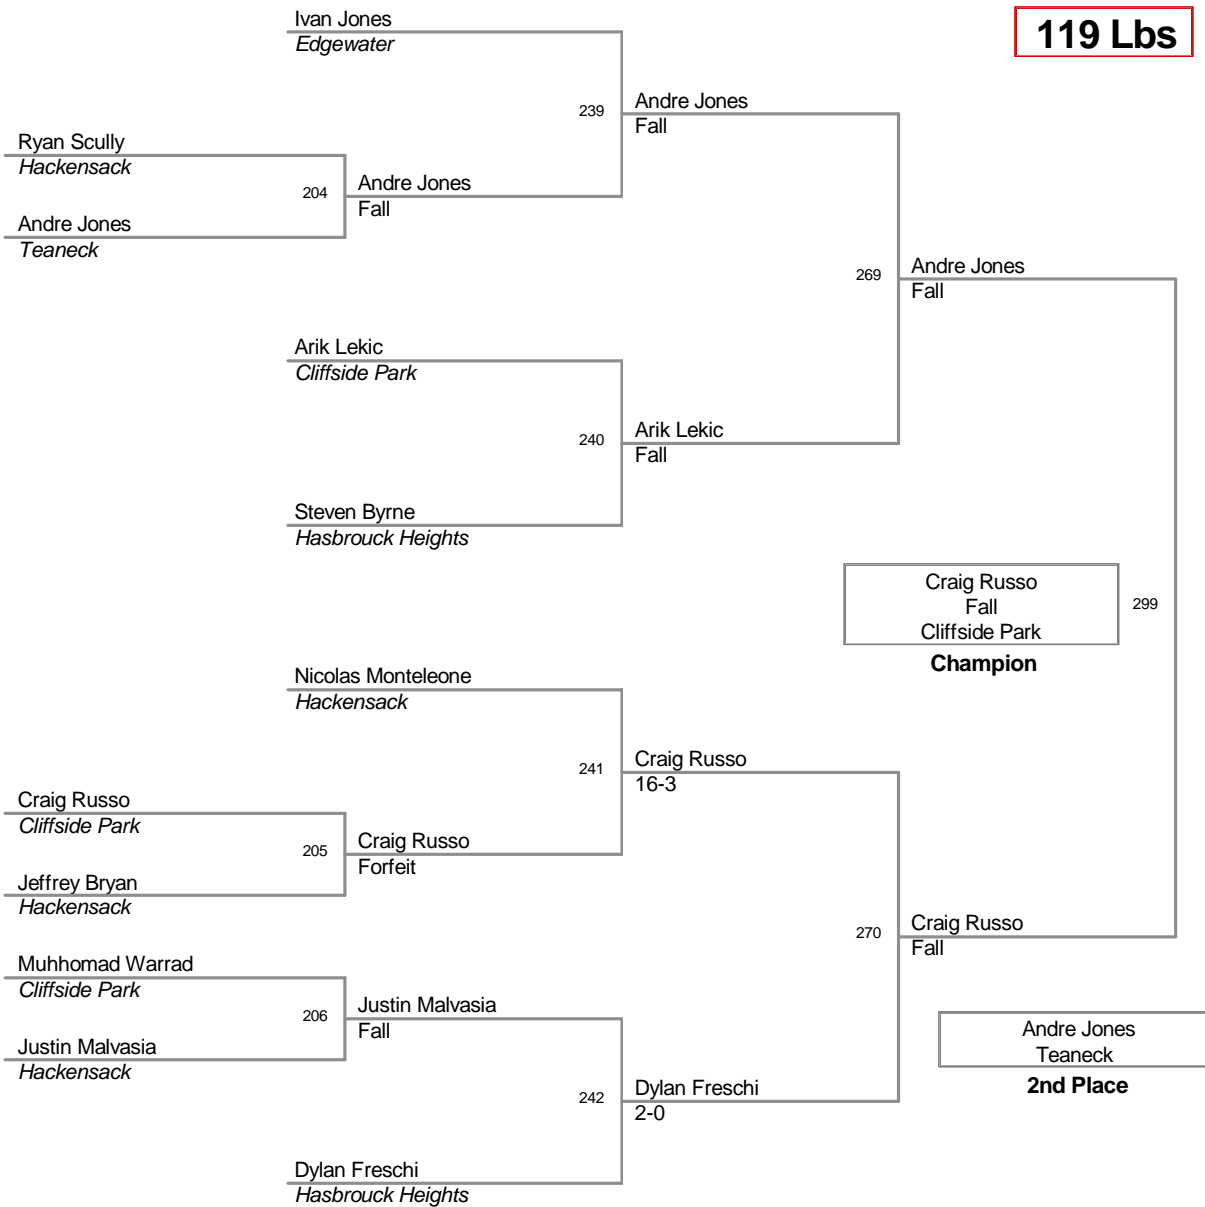 119 Lbs
Ivan Jones
Edgewater
239
Andre Jones
Fall
Ryan Scully
Hackensack
204
Andre Jones
Fall
Andre Jones
Teaneck
269
Andre Jones
Fall
Arik Lekic
Cliffside Park
240
Arik Lekic
Fall
Steven Byrne
Hasbrouck Heights
Craig Russo
Fall
Cliffside Park
Champion
299
Nicolas Monteleone
Hackensack
241
Craig Russo
16-3
Craig Russo
Cliffside Park
205
Craig Russo
Forfeit
Jeffrey Bryan
Hackensack
270
Craig Russo
Fall
Muhhomad Warrad
Cliffside Park
206
Justin Malvasia
Fall
Justin Malvasia
Hackensack
Andre Jones
Teaneck
2nd Place
242
Dylan Freschi
2-0
Dylan Freschi
Hasbrouck Heights